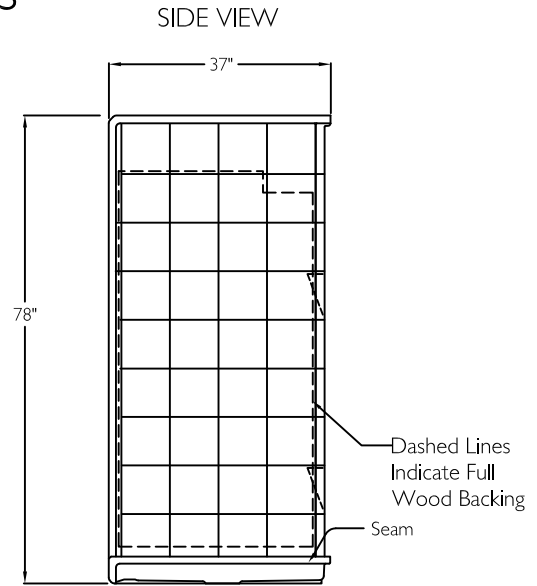 SIDE VIEW
37"
78"
Dashed Lines
Indicate Full
Wood Backing
Seam